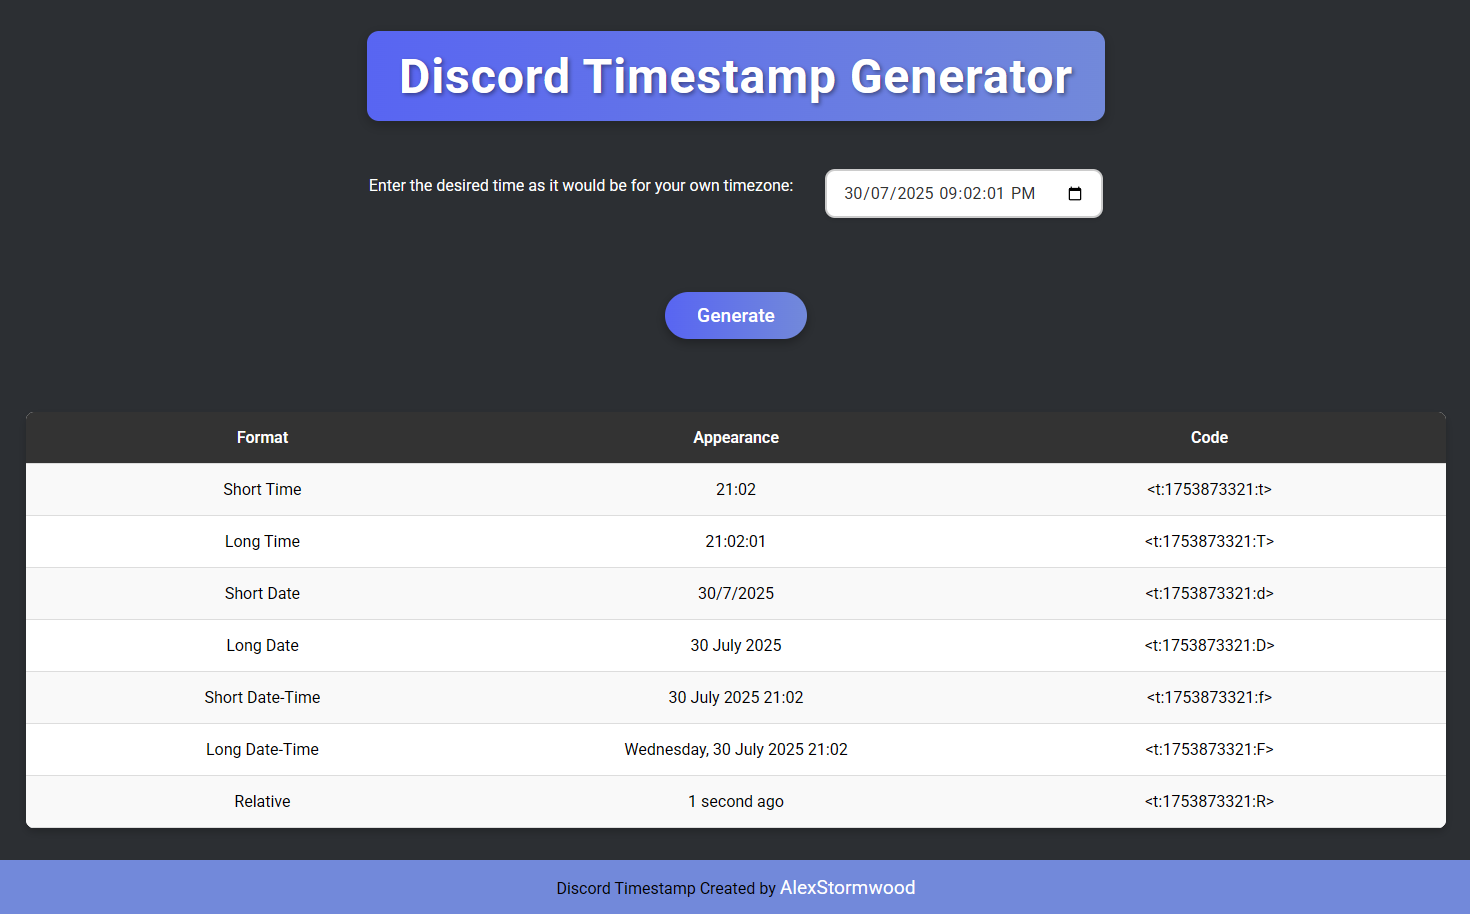 Discord Timestamp Generator
Enter the desired time as it would be for your own timezone: 30/07/2025 09:02:01 PM
Generate
Format Appearance Code
Short Time 21:02 <t:1753873321:t>
Long Time 21:02:01 <t:1753873321:T>
Short Date 30/7/2025 <t:1753873321:d>
Long Date 30 July 2025 <t:1753873321:D>
Short Date-Time 30 July 2025 21:02 <t:1753873321:f>
Long Date-Time Wednesday, 30 July 2025 21:02 <t:1753873321:F>
Relative 1 second ago <t:1753873321:R>
Discord Timestamp Created by AlexStormwood